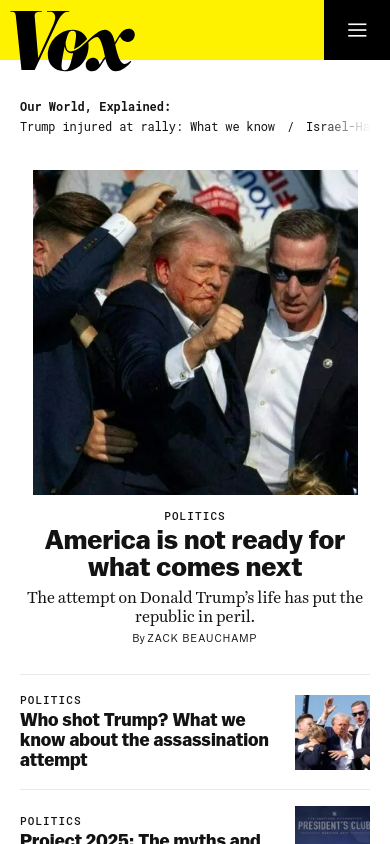 Vox
Our World, Explained:
Trump injured at rally: What we know / Israel-Ha
POLITICS
America is not ready for
what comes next
The attempt on Donald Trump’s life has put the
republic in peril.
By ZACK BEAUCHAMP
POLITICS
Who shot Trump? What we
know about the assassination
attempt
PRESIDENT'S CLUB
POLITICS
Project 2025: The myths and